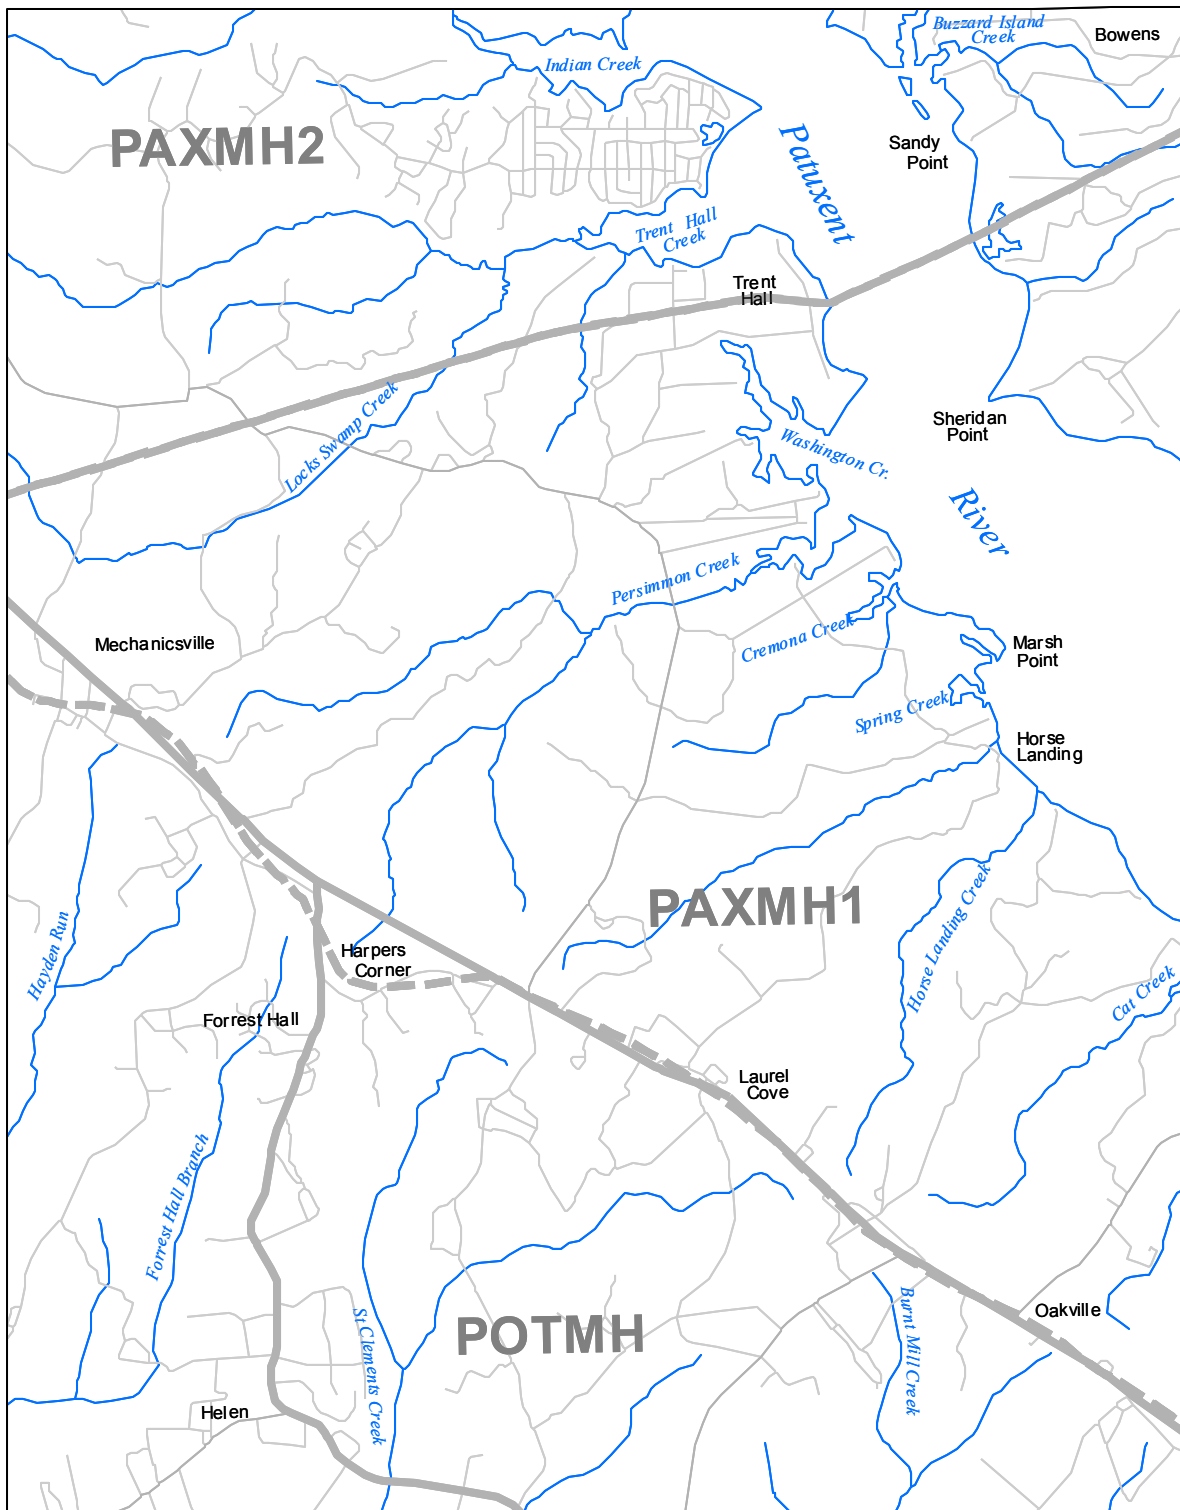 Buzzard Island
Creek
Bowens
Indian Creek
PAXMH2
Sandy
Point
Patuxent
Trent Hall
Creek
Trent
Hall
Locks Swamp Creek
Sheridan
Point
Washington Cr.
River
Persimmon Creek
Mechanicsville
Cremona Creek
Marsh
Point
Spring Creek
Horse
Landing
PAXMH1
Hayden Run
Harpers
Corner
Horse Landing Creek
Cat Creek
Forrest Hall
Laurel
Cove
Forrest Hall Branch
Oakville
POTMH
St Clements Creek
Burnt Mill Creek
Helen